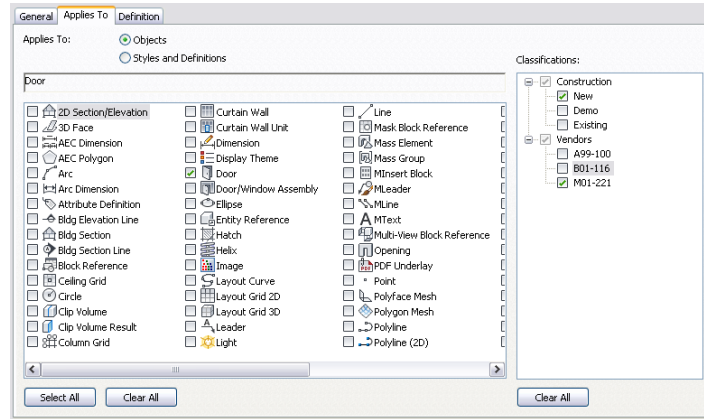 General Applies To Definition
Applies To: Objects
Styles and Definitions
Classifications:
Door
2D Section/Elevation Curtain Wall Line
3D Face Curtain Wall Unit Mask Block Reference
AEC Dimension Dimension Mass Element
AEC Polygon Display Theme Mass Group
Arc Door MInsert Block
Arc Dimension Door/Window Assembly MLeader
Attribute Definition Ellipse MLine
Bldg Elevation Line Entity Reference MText
Bldg Section Hatch Multi-View Block Reference
Bldg Section Line Helix Opening
Block Reference Image PDF Underlay
Ceiling Grid Layout Curve Point
Circle Layout Grid 2D Polyface Mesh
Clip Volume Layout Grid 3D Polygon Mesh
Clip Volume Result Leader Polyline
Column Grid Light Polyline (2D)
Construction
New
Demo
Existing
Vendors
A99-100
B01-116
M01-221
Select All Clear All Clear All